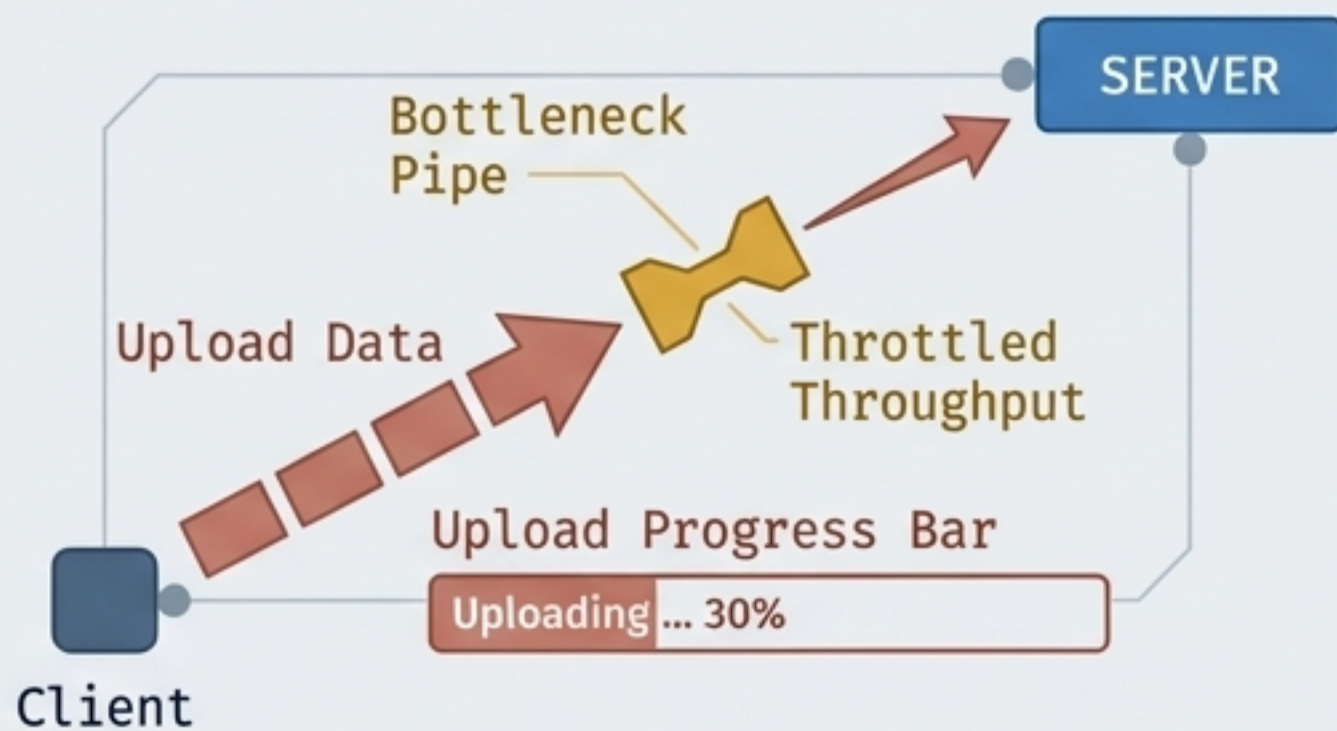 SERVER
Bottleneck
Pipe
Upload Data
Throttled
Throughput
Upload Progress Bar
Uploading... 30%
Client